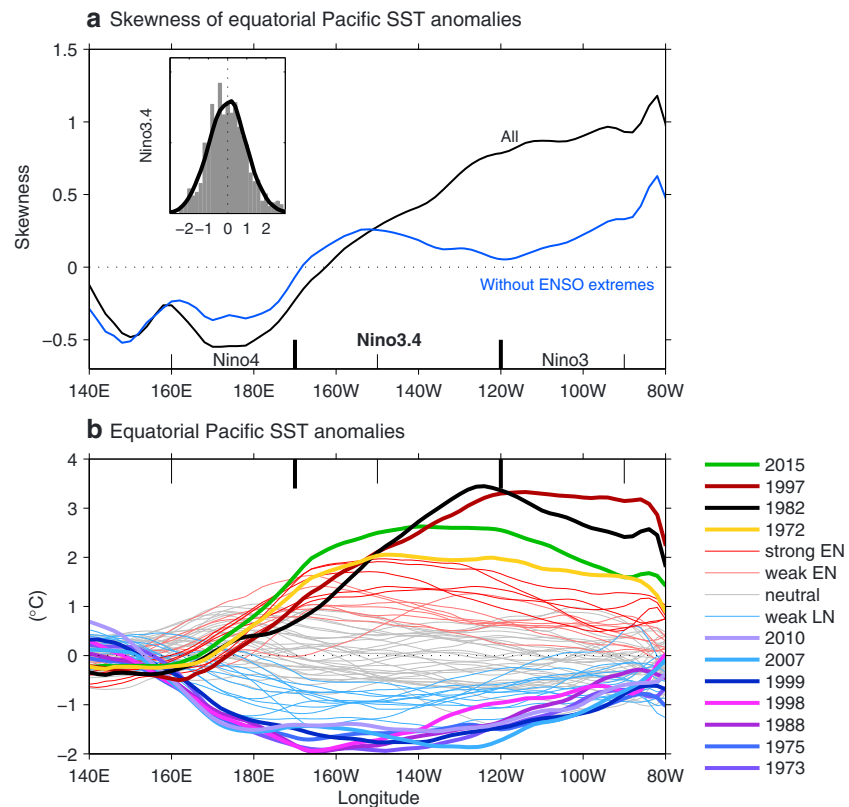 a Skewness of equatorial Pacific SST anomalies
1.5
1
0.5
0
−0.5
Skewness
Nino3.4
−2 −1 0 1 2
All
Without ENSO extremes
Nino4
Nino3.4
Nino3
140E 160E 180E 160W 140W 120W 100W 80W
b Equatorial Pacific SST anomalies
4
3
2
1
0
−1
−2
(°C)
140E 160E 180E 160W 140W 120W 100W 80W
Longitude
2015
1997
1982
1972
strong EN
weak EN
neutral
weak LN
2010
2007
1999
1998
1988
1975
1973